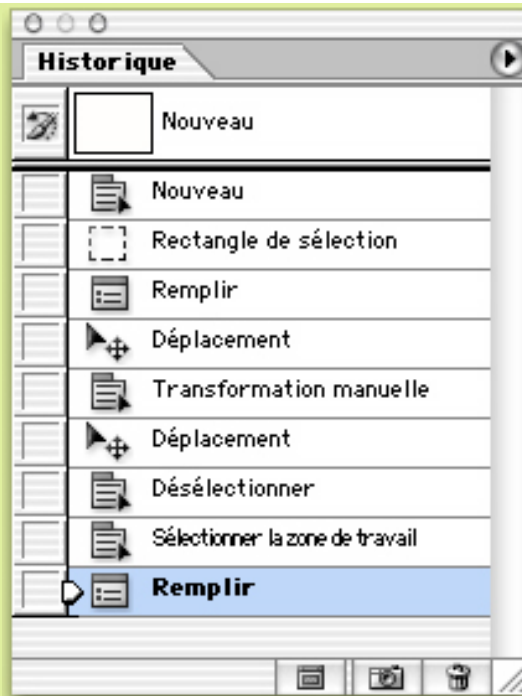 Historique
Nouveau
Nouveau
Rectangle de sélection
Remplir
Déplacement
Transformation manuelle
Déplacement
Désélectionner
Sélectionner la zone de travail
Remplir